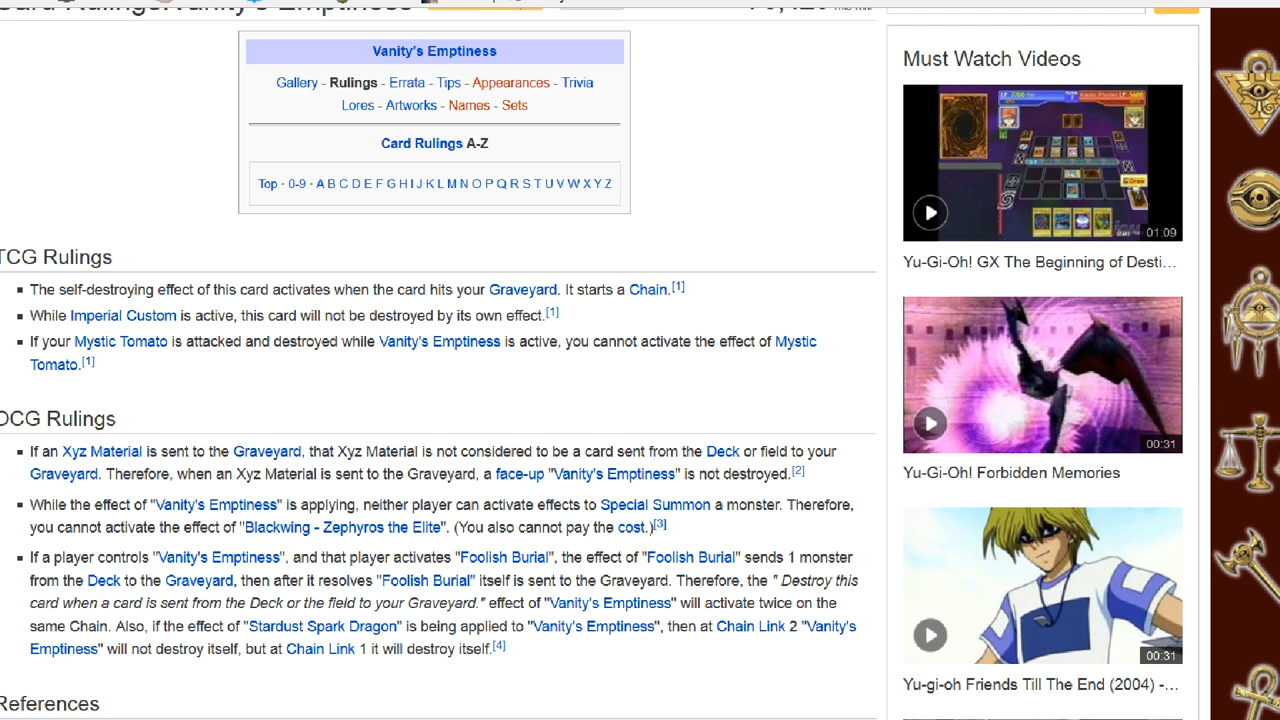 Vanity's Emptiness
Gallery - Rulings - Errata - Tips - Appearances - Trivia
Lores - Artworks - Names - Sets
Card Rulings A-Z
Top - 0-9 - A B C D E F G H I J K L M N O P Q R S T U V W X Y Z
TCG Rulings
The self-destroying effect of this card activates when the card hits your Graveyard. It starts a Chain.[1]
While Imperial Custom is active, this card will not be destroyed by its own effect.[1]
If your Mystic Tomato is attacked and destroyed while Vanity's Emptiness is active, you cannot activate the effect of Mystic
Tomato.[1]
OCG Rulings
If an Xyz Material is sent to the Graveyard, that Xyz Material is not considered to be a card sent from the Deck or field to your
Graveyard. Therefore, when an Xyz Material is sent to the Graveyard, a face-up "Vanity's Emptiness" is not destroyed.[2]
While the effect of "Vanity's Emptiness" is applying, neither player can activate effects to Special Summon a monster. Therefore,
you cannot activate the effect of "Blackwing - Zephyros the Elite". (You also cannot pay the cost.)[3]
If a player controls "Vanity's Emptiness", and that player activates "Foolish Burial", the effect of "Foolish Burial" sends 1 monster
from the Deck to the Graveyard, then after it resolves "Foolish Burial" itself is sent to the Graveyard. Therefore, the " Destroy this
card when a card is sent from the Deck or the field to your Graveyard." effect of "Vanity's Emptiness" will activate twice on the
same Chain. Also, if the effect of "Stardust Spark Dragon" is being applied to "Vanity's Emptiness", then at Chain Link 2 "Vanity's
Emptiness" will not destroy itself, but at Chain Link 1 it will destroy itself.[4]
References
Must Watch Videos
01:09
Yu-Gi-Oh! GX The Beginning of Desti...
00:31
Yu-Gi-Oh! Forbidden Memories
00:31
Yu-gi-oh Friends Till The End (2004) -...